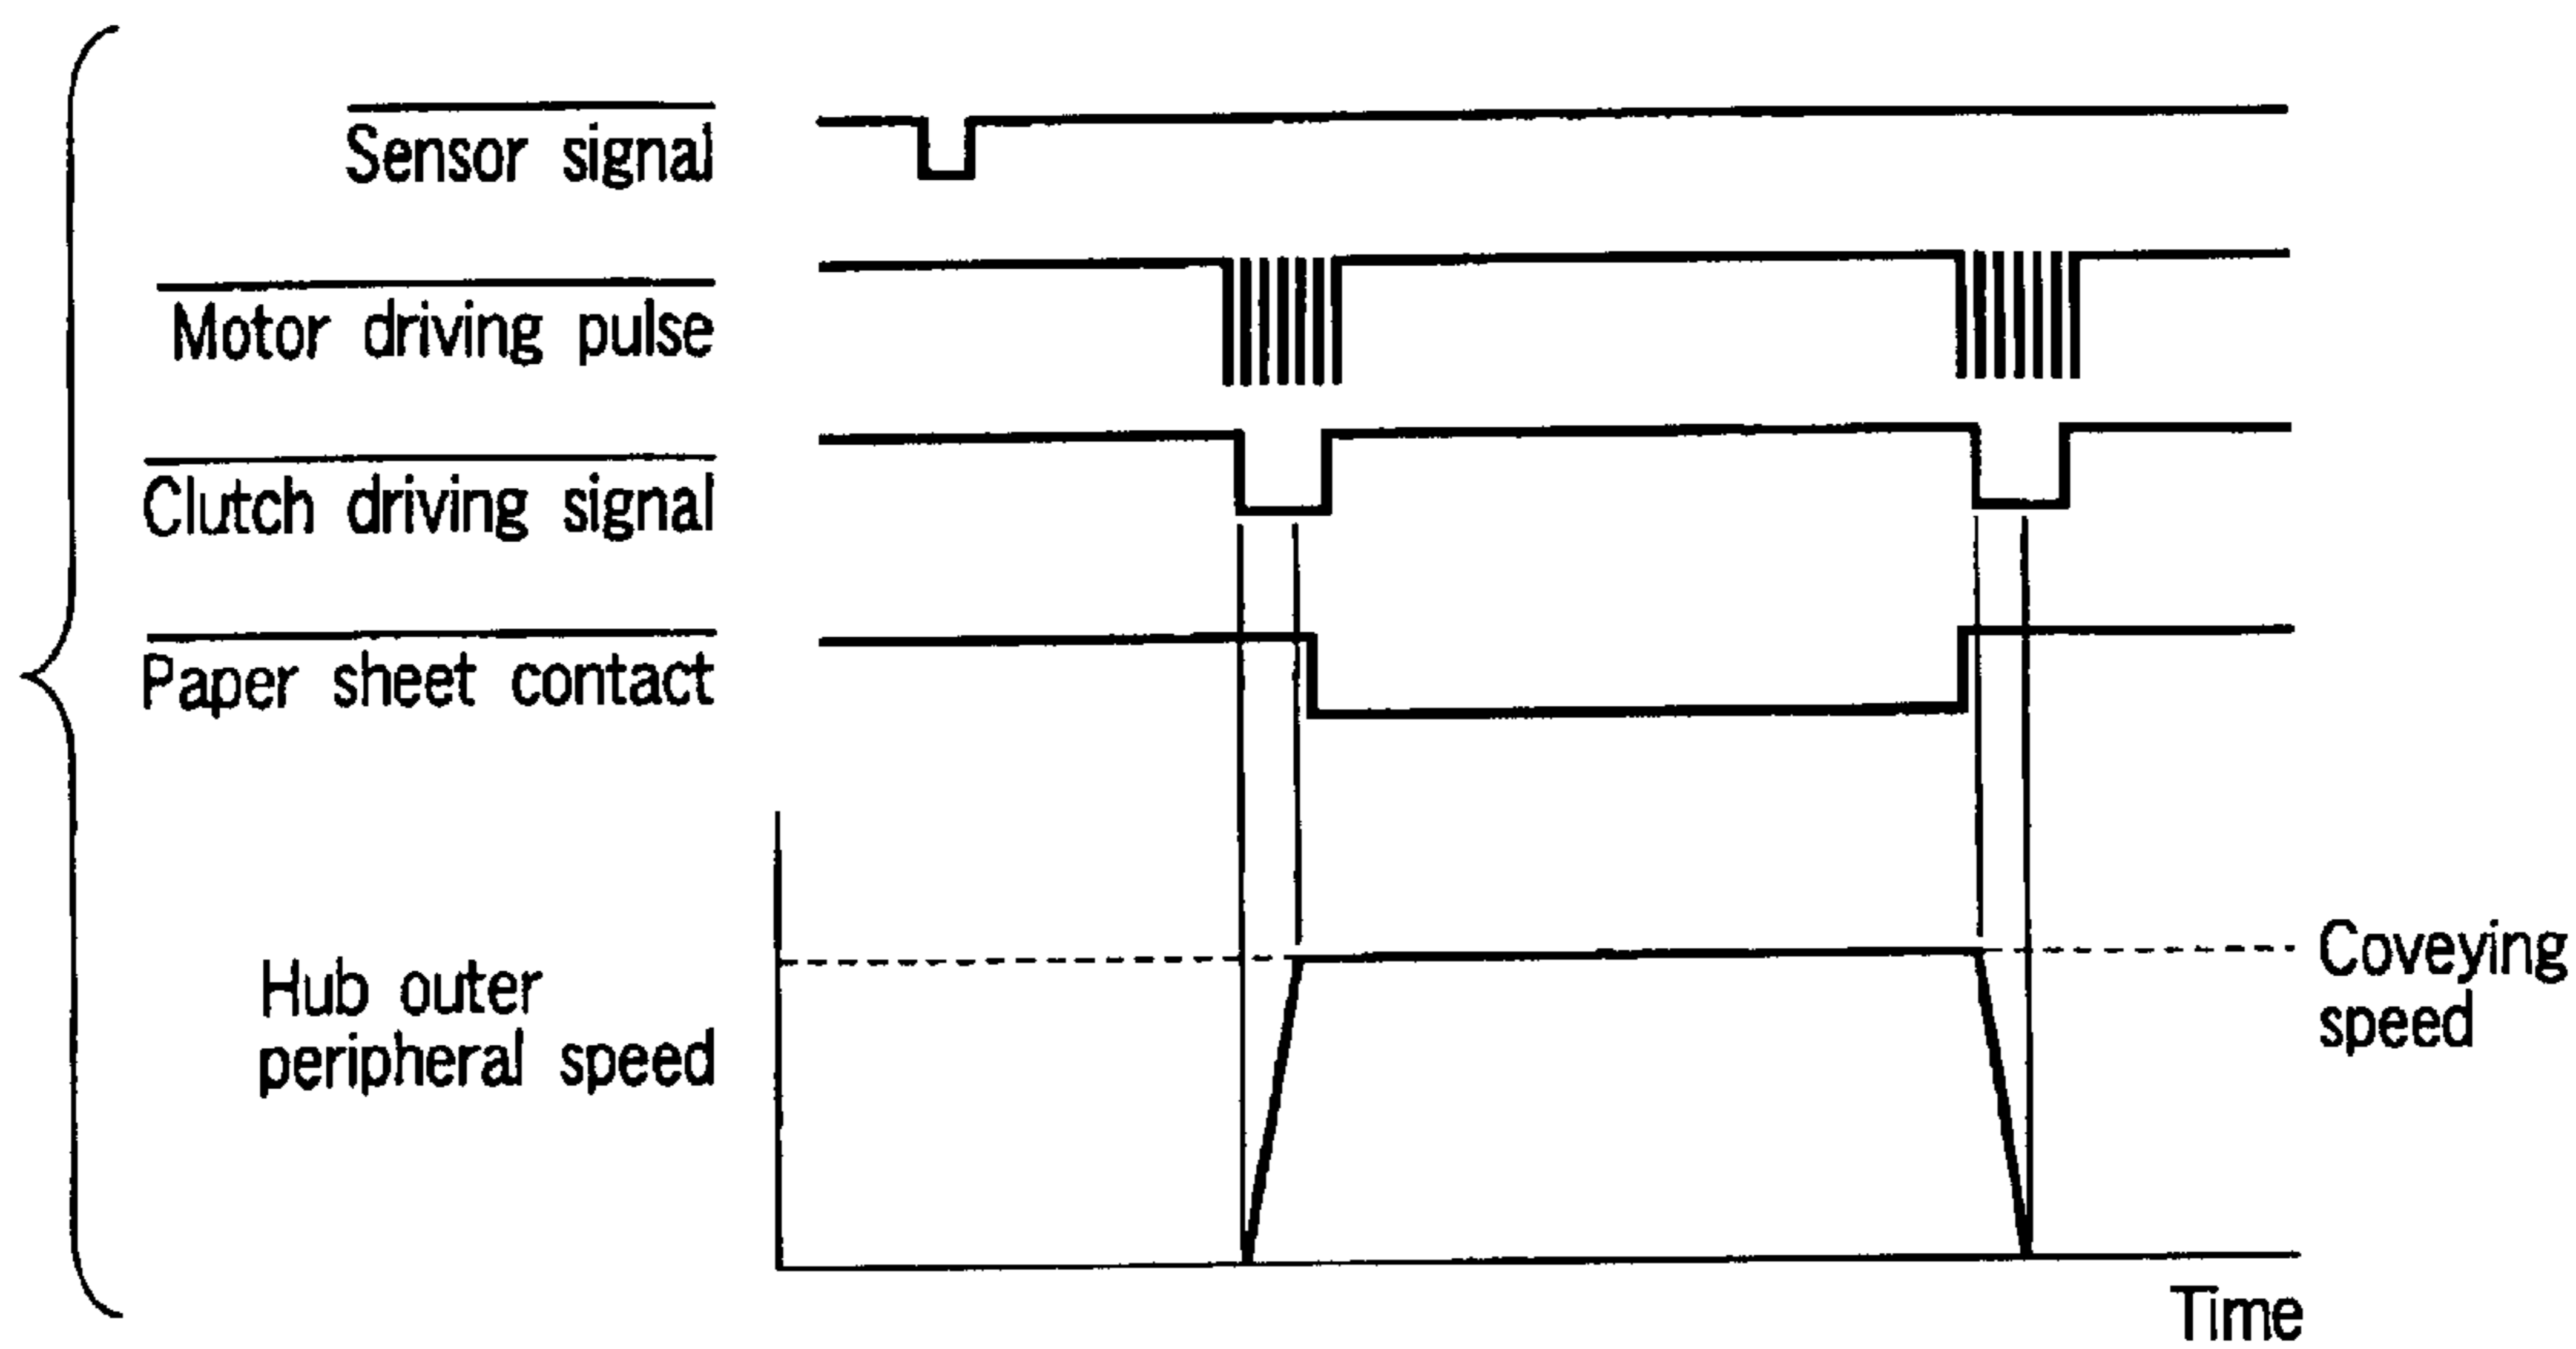 Sensor signal
Motor driving pulse
Clutch driving signal
Paper sheet contact
Hub outer
peripheral speed
Coveying
speed
Time